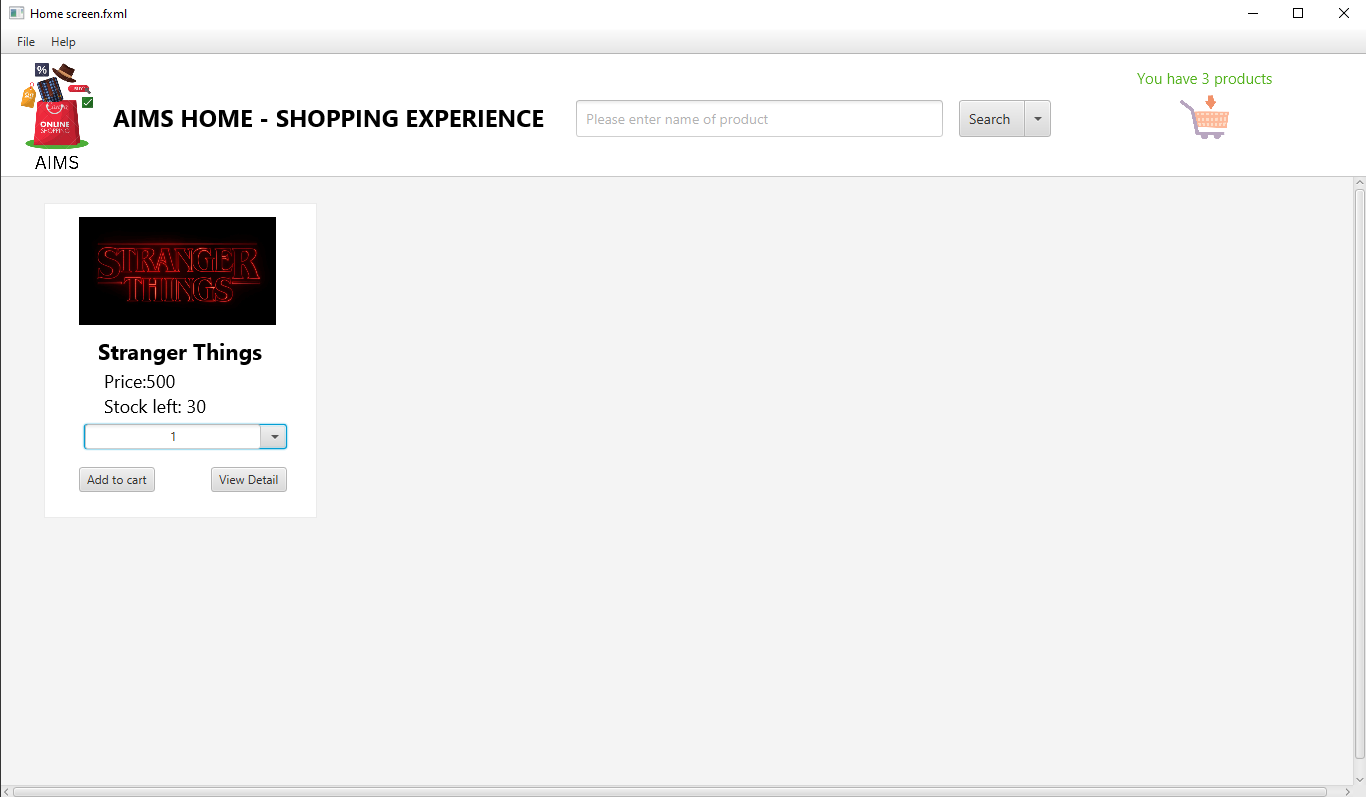 Home screen.fxml
File Help
%
BUY
ONLINE
SHOPPING
AIMS
AIMS HOME - SHOPPING EXPERIENCE
Please enter name of product
Search
You have 3 products
STRANGER
THINGS
Stranger Things
Price:500
Stock left: 30
1
Add to cart
View Detail